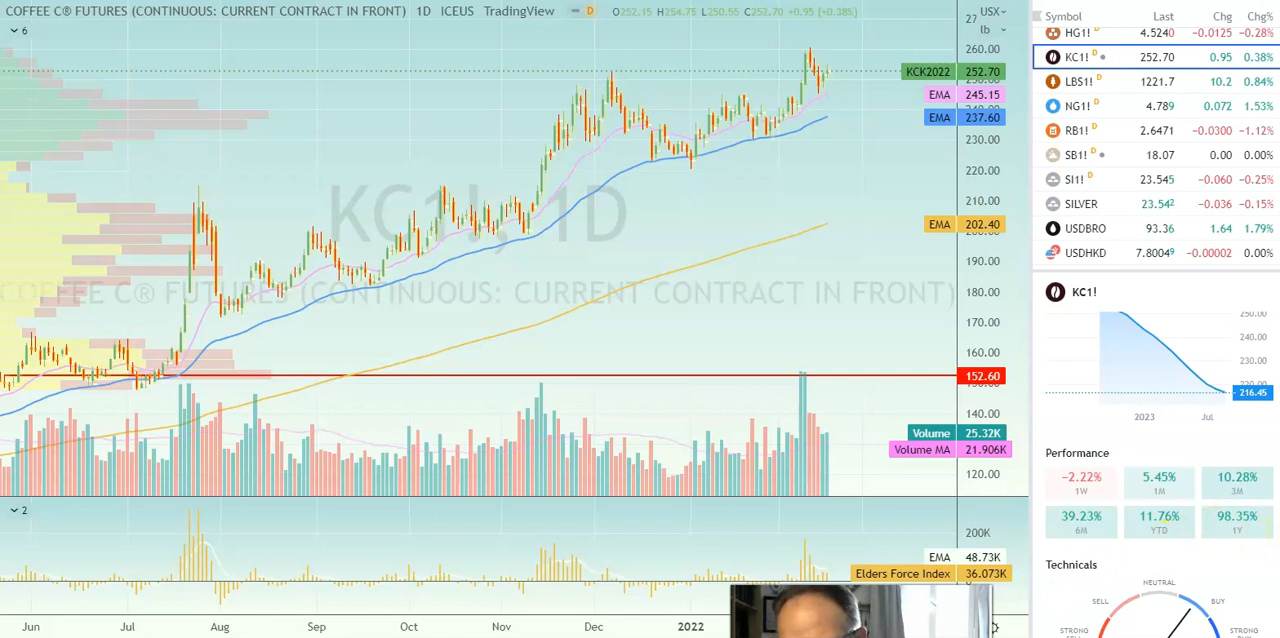 COFFEE C® FUTURES (CONTINUOUS: CURRENT CONTRACT IN FRONT) 1D ICEUS TradingView D O252.15 H254.75 L250.55 C252.70 +0.95 (+0.38%)
6
USX
lb
260.00
KCK2022 252.70
EMA 245.15
EMA 237.60
230.00
220.00
210.00
EMA 202.40
190.00
180.00
170.00
160.00
152.60
140.00
Volume 25.32K
Volume MA 21.906K
120.00
KC1!, 1D
COFFEE C® FUTURES (CONTINUOUS: CURRENT CONTRACT IN FRONT)
2
200K
EMA 48.73K
Elders Force Index 36.073K
Jun Jul Aug Sep Oct Nov Dec 2022
Symbol Last Chg Chg%
HG1! D 4.5240 −0.0125 −0.28%
KC1! D 252.70 0.95 0.38%
LBS1! D 1221.7 10.2 0.84%
NG1! D 4.789 0.072 1.53%
RB1! D 2.6471 −0.0300 −1.12%
SB1! D 18.07 0.00 0.00%
SI1! D 23.545 −0.060 −0.25%
SILVER 23.542 −0.036 −0.15%
USDBRO 93.36 1.64 1.79%
USDHKD 7.80049 −0.00002 0.00%
KC1!
250.00
240.00
230.00
220.00
216.45
2023 Jul
Performance
−2.22% 5.45% 10.28%
1W 1M 3M
39.23% 11.76% 98.35%
6M YTD 1Y
Technicals
NEUTRAL
SELL BUY
STRONG STRONG